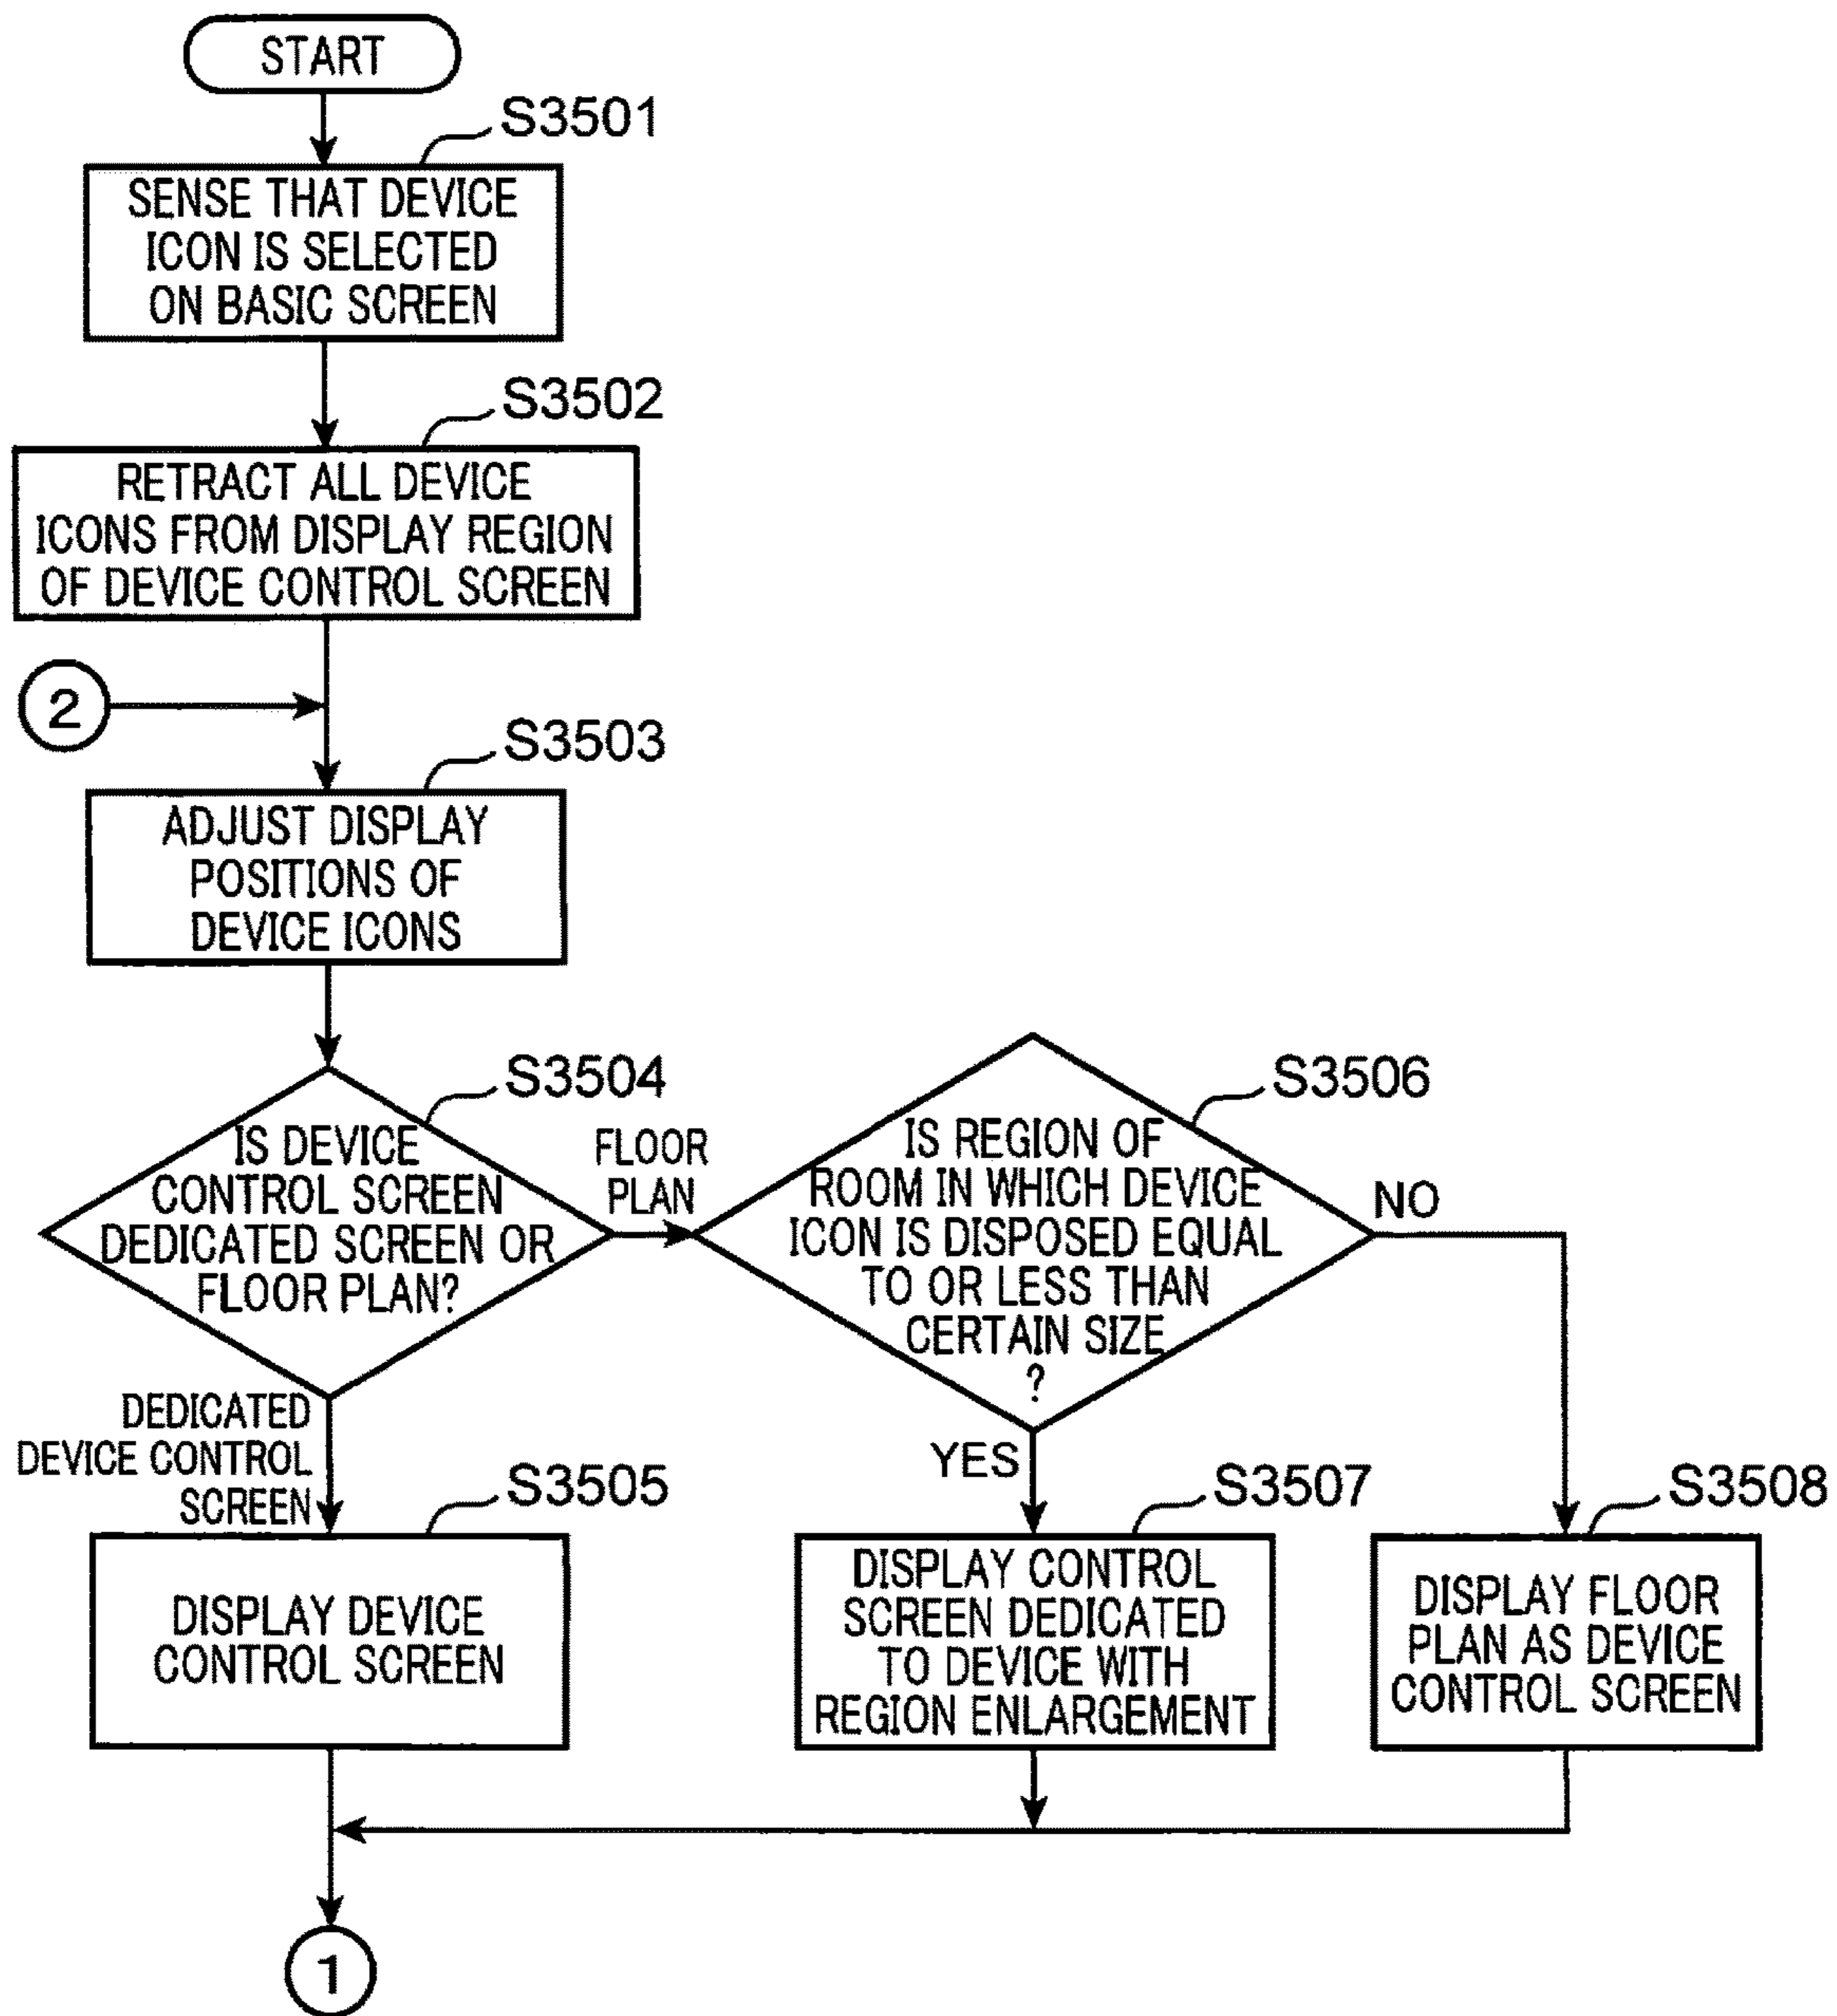 START
S3501
SENSE THAT DEVICE
ICON IS SELECTED
ON BASIC SCREEN
S3502
RETRACT ALL DEVICE
ICONS FROM DISPLAY REGION
OF DEVICE CONTROL SCREEN
2
S3503
ADJUST DISPLAY
POSITIONS OF
DEVICE ICONS
S3504
IS DEVICE
CONTROL SCREEN
DEDICATED SCREEN OR
FLOOR PLAN?
FLOOR
PLAN
S3506
IS REGION OF
ROOM IN WHICH DEVICE
ICON IS DISPOSED EQUAL
TO OR LESS THAN
CERTAIN SIZE
?
NO
DEDICATED
DEVICE CONTROL
SCREEN
YES
S3505
DISPLAY DEVICE
CONTROL SCREEN
S3507
DISPLAY CONTROL
SCREEN DEDICATED
TO DEVICE WITH
REGION ENLARGEMENT
S3508
DISPLAY FLOOR
PLAN AS DEVICE
CONTROL SCREEN
1